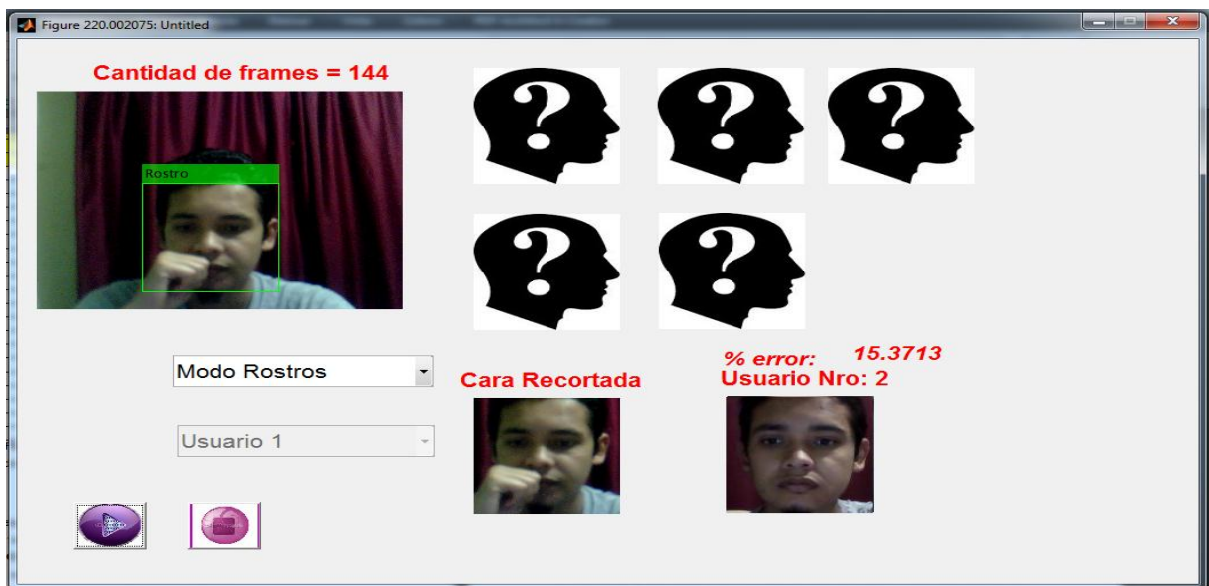 Figure 220.002075: Untitled
Cantidad de frames = 144
Rostro
Modo Rostros
Usuario 1
Cara Recortada
% error: 15.3713
Usuario Nro: 2